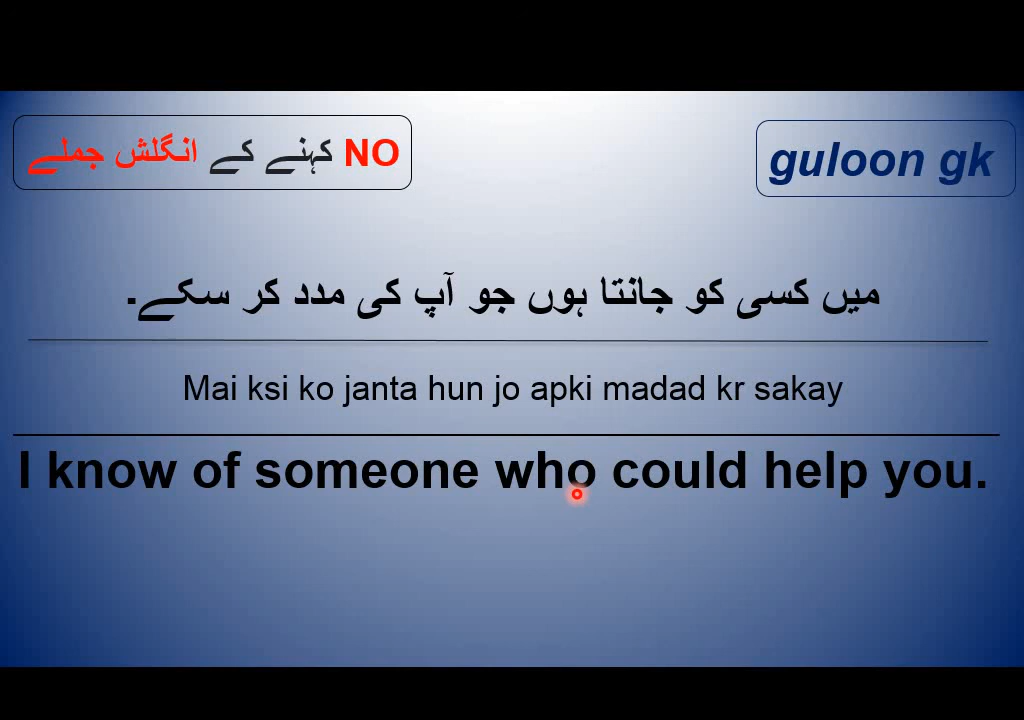 NO کہنے کے انگلش جملے
guloon gk
میں کسی کو جانتا ہوں جو آپ کی مدد کر سکے۔
Mai ksi ko janta hun jo apki madad kr sakay
I know of someone who could help you.